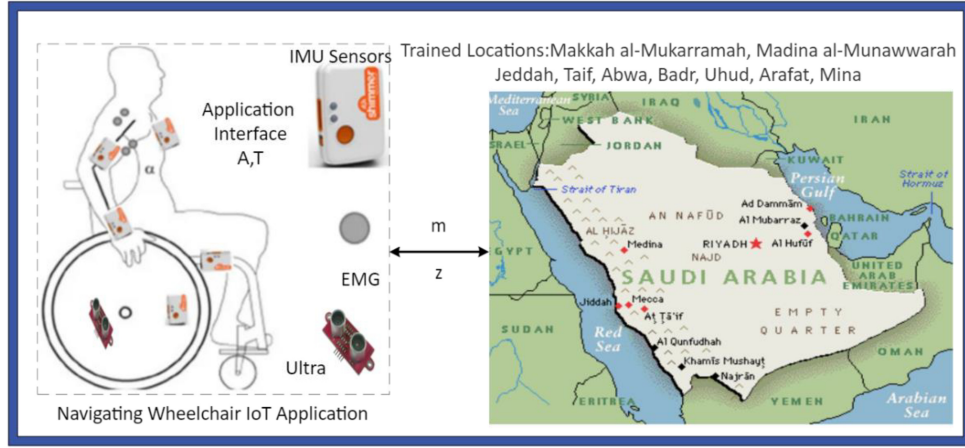 IMU Sensors
shimmer
Application
Interface
A,T
α
EMG
Ultra
Navigating Wheelchair IoT Application
m
z
Trained Locations:Makkah al-Mukarramah, Madina al-Munawwarah
Jeddah, Taif, Abwa, Badr, Uhud, Arafat, Mina
Mediterranean
Sea
SYRIA
IRAQ
IRAN
WEST BANK
ISRAEL
JORDAN
KUWAIT
Strait of
Hormuz
Persian
Gulf
Strait of Tiran
Ad Dammām
AN NAFŪD
Al Mubarraz
BAHRAIN
AL ḤIJĀZ
EGYPT
Medina
RIYADH
Al Hufūf
QATAR
NAJD
SAUDI ARABIA
UNITED
ARAB
EMIRATES
Jiddah
Mecca
Aṭ Ṭā'if
EMPTY
QUARTER
SUDAN
Red
Sea
Al Qunfudhah
OMAN
Khamīs Mushayṭ
Najrān
ERITREA
YEMEN
Arabian
Sea